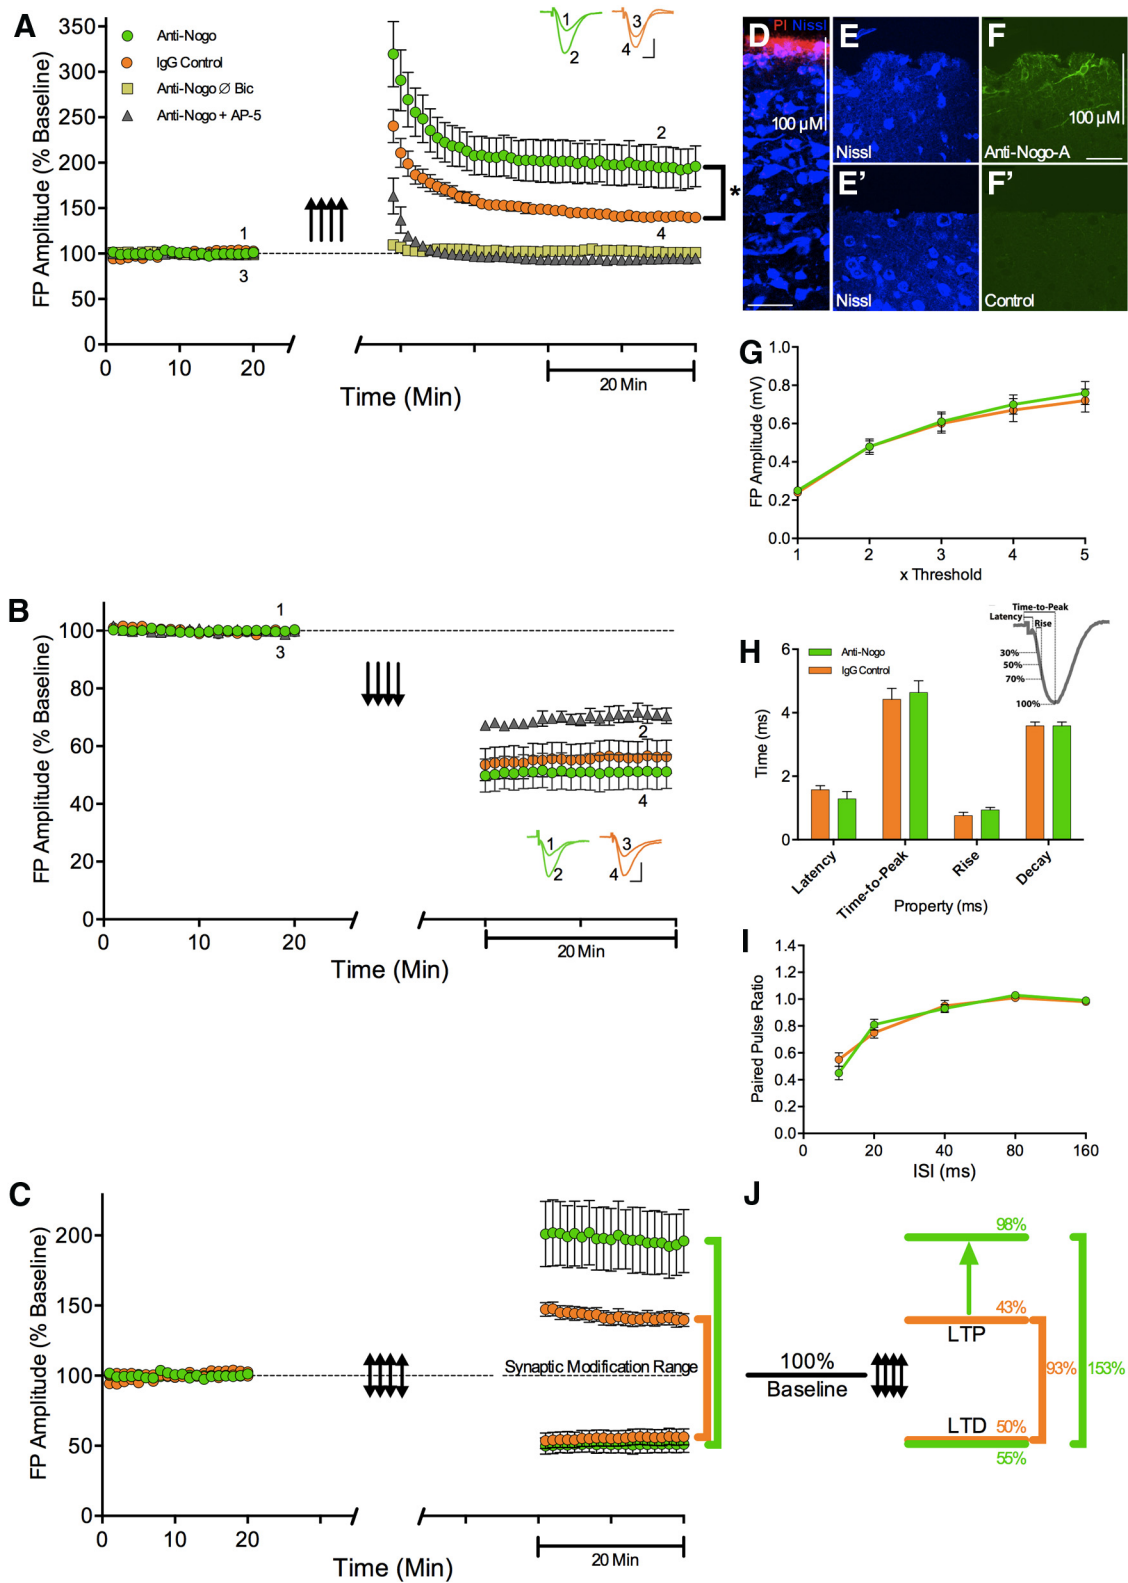 A
FP Amplitude (% Baseline)
350
300
250
200
150
100
50
0
Anti-Nogo
IgG Control
Anti-Nogo Ø Bic
Anti-Nogo + AP-5
1
2
3
4
2
4
*
1
3
0
10
20
20 Min
Time (Min)
D
PI Nissl
100 µM
E
Nissl
F
100 µM
Anti-Nogo-A
E'
Nissl
F'
Control
G
FP Amplitude (mV)
1.0
0.8
0.6
0.4
0.2
0.0
1
2
3
4
5
x Threshold
B
FP Amplitude (% Baseline)
100
80
60
40
20
0
1
3
2
4
1
2
3
4
0
10
20
20 Min
Time (Min)
H
Time (ms)
6
4
2
0
Anti-Nogo
IgG Control
Time-to-Peak
Latency
Rise
30%
50%
70%
100%
Latency
Time-to-Peak
Rise
Decay
Property (ms)
I
Paired Pulse Ratio
1.4
1.2
1.0
0.8
0.6
0.4
0.2
0.0
0
20
40
80
160
ISI (ms)
C
FP Amplitude (% Baseline)
200
150
100
50
0
Synaptic Modification Range
0
10
20
20 Min
Time (Min)
J
98%
43%
LTP
100%
Baseline
93%
153%
LTD
50%
55%